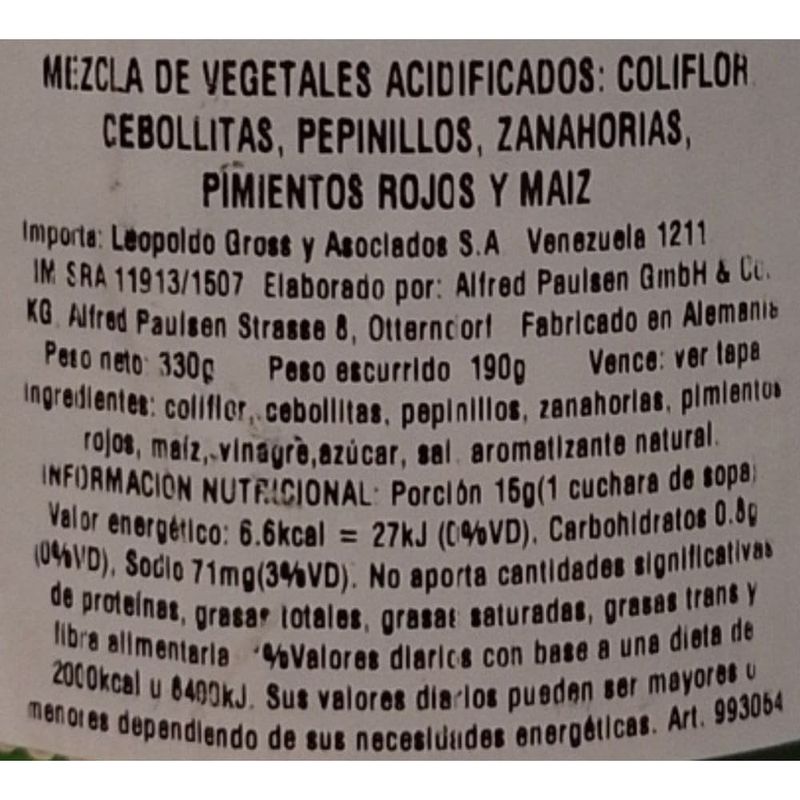 MEZCLA DE VEGETALES ACIDIFICADOS: COLIFLOR
CEBOLLITAS, PEPINILLOS, ZANAHORIAS,
PIMIENTOS ROJOS Y MAIZ
Importa: Leopoldo Gross y Asociados S.A Venezuela 1211
IM SRA 11913/1507 Elaborado por: Alfred Paulsen GmbH & Co.
KG. Alfred Paulsen Strasse 8, Otterndorf Fabricado en Alemania
Peso neto: 330g Peso escurrido 190g Vence: ver tapa
Ingredientes: coliflor, cebollitas, pepinillos, zanahorias, pimientos
rojos, maíz, vinagre,azúcar, sal aromatizante natural.
INFORMACION NUTRICIONAL: Porción 15g(1 cuchara de sopa)
Valor energético: 6.6kcal = 27kJ (0%VD). Carbohidratos 0.8g
(0%VD), Sodio 71mg(3%VD). No aporta cantidades significativas
de proteínas, grasas totales, grasas saturadas, grasas trans y
fibra alimentaria *%Valores diarios con base a una dieta de
2000kcal u 8400kJ. Sus valores diarios pueden ser mayores u
menores dependiendo de sus necesidades energéticas. Art. 993064